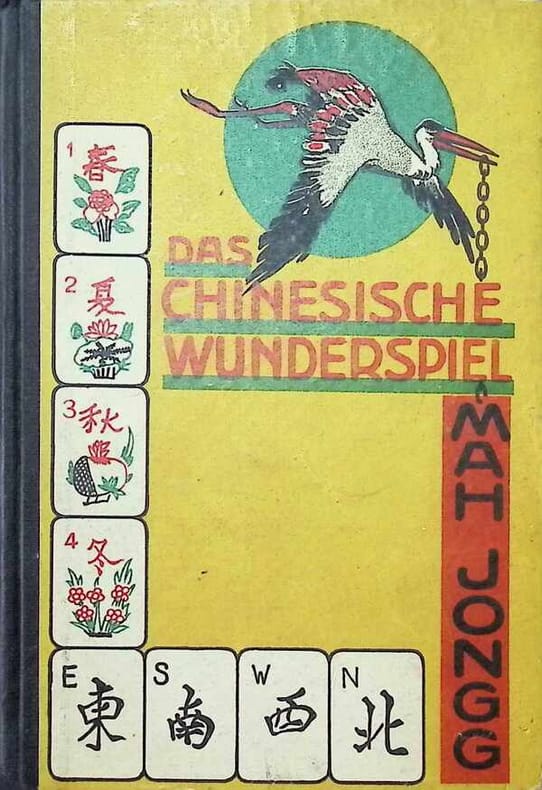 DAS
CHINESISCHE
WUNDERSPIEL
MAH JONGG
1 春
2 夏
3 秋
4 冬
E 東
S 南
W 西
N 北